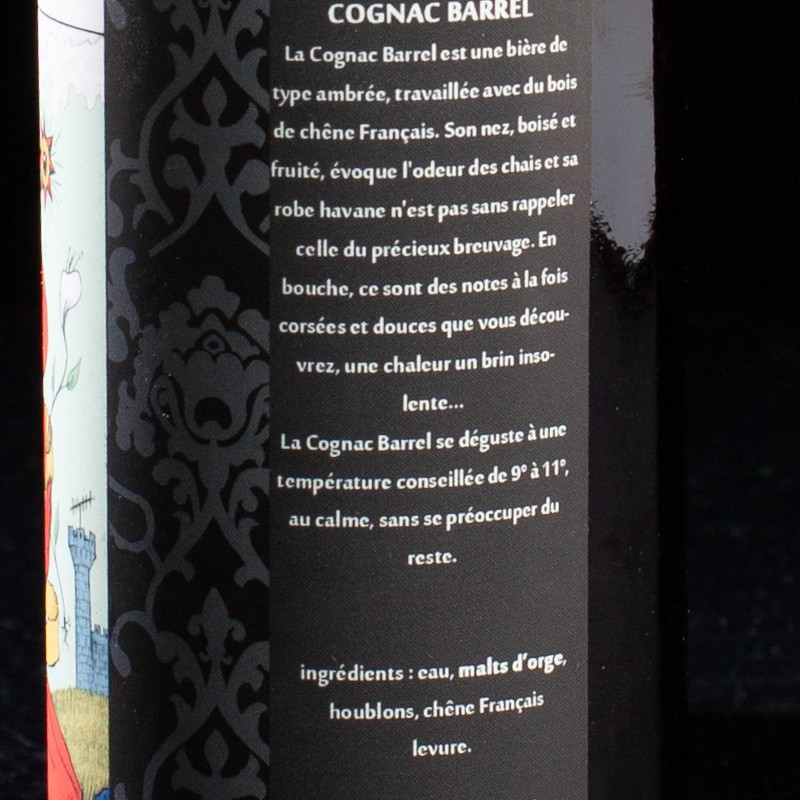 COGNAC BARREL
La Cognac Barrel est une bière de
type ambrée, travaillée avec du bois
de chêne Français. Son nez, boisé et
fruité, évoque l'odeur des chais et sa
robe havane n'est pas sans rappeler
celle du précieux breuvage. En
bouche, ce sont des notes à la fois
corsées et douces que vous décou-
vrez, une chaleur un brin inso-
lente...
La Cognac Barrel se déguste à une
température conseillée de 9° à 11°,
au calme, sans se préoccuper du
reste.
ingrédients : eau, malts d'orge,
houblons, chêne Français
levure.